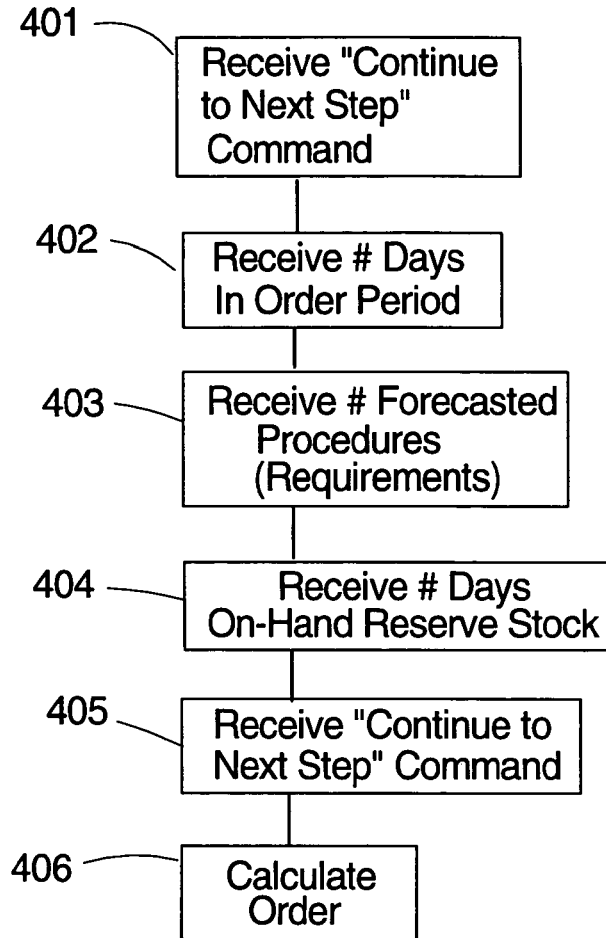 401
Receive "Continue
to Next Step"
Command
402
Receive # Days
In Order Period
403
Receive # Forecasted
Procedures
(Requirements)
404
Receive # Days
On-Hand Reserve Stock
405
Receive "Continue to
Next Step" Command
406
Calculate
Order